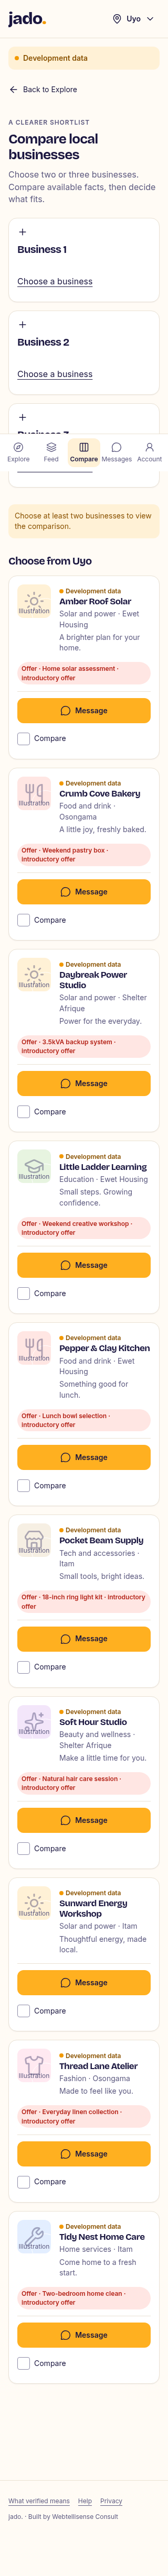 jado.
Uyo
Development data
Back to Explore
A CLEARER SHORTLIST
Compare local
businesses
Choose two or three businesses.
Compare available facts, then decide
what fits.
Business 1
Choose a business
Business 2
Choose a business
Explore
Feed
Compare
Messages
Account
Choose at least two businesses to view
the comparison.
Choose from Uyo
Illustration
Development data
Amber Roof Solar
Solar and power · Ewet
Housing
A brighter plan for your
home.
Offer · Home solar assessment ·
Introductory offer
Message
Compare
Illustration
Development data
Crumb Cove Bakery
Food and drink ·
Osongama
A little joy, freshly baked.
Offer · Weekend pastry box ·
Introductory offer
Message
Compare
Illustration
Development data
Daybreak Power
Studio
Solar and power · Shelter
Afrique
Power for the everyday.
Offer · 3.5kVA backup system ·
Introductory offer
Message
Compare
Illustration
Development data
Little Ladder Learning
Education · Ewet Housing
Small steps. Growing
confidence.
Offer · Weekend creative workshop ·
Introductory offer
Message
Compare
Illustration
Development data
Pepper & Clay Kitchen
Food and drink · Ewet
Housing
Something good for
lunch.
Offer · Lunch bowl selection ·
Introductory offer
Message
Compare
Illustration
Development data
Pocket Beam Supply
Tech and accessories ·
Itam
Small tools, bright ideas.
Offer · 18-inch ring light kit · Introductory
offer
Message
Compare
Illustration
Development data
Soft Hour Studio
Beauty and wellness ·
Shelter Afrique
Make a little time for you.
Offer · Natural hair care session ·
Introductory offer
Message
Compare
Illustration
Development data
Sunward Energy
Workshop
Solar and power · Itam
Thoughtful energy, made
local.
Message
Compare
Illustration
Development data
Thread Lane Atelier
Fashion · Osongama
Made to feel like you.
Offer · Everyday linen collection ·
Introductory offer
Message
Compare
Illustration
Development data
Tidy Nest Home Care
Home services · Itam
Come home to a fresh
start.
Offer · Two-bedroom home clean ·
Introductory offer
Message
Compare
What verified means
Help
Privacy
jado. · Built by Webtellisense Consult